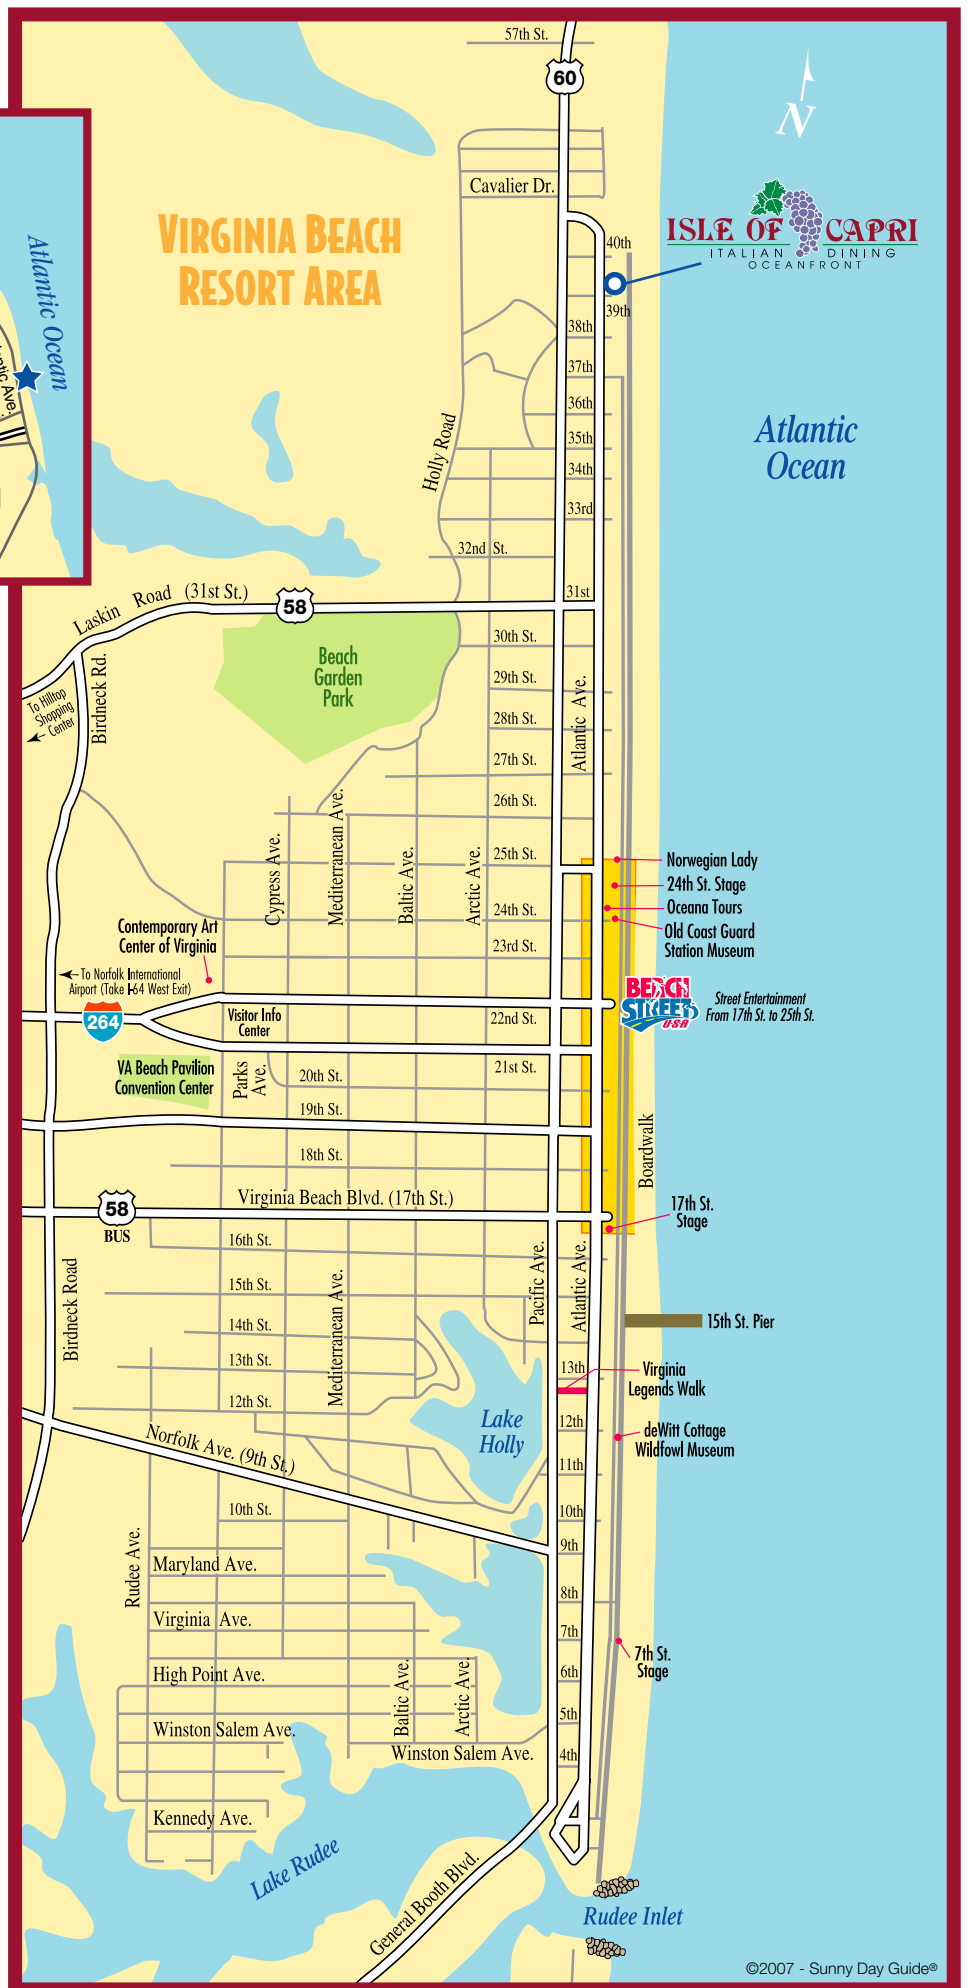 57th St.
60
N
Cavalier Dr.
VIRGINIA BEACH
RESORT AREA
ISLE OF CAPRI
ITALIAN DINING
OCEANFRONT
40th
39th
38th
37th
36th
35th
34th
33rd
Atlantic Ocean
Ave.
Atlantic
Ocean
Holly Road
32nd St.
31st
Laskin Road (31st St.)
58
Birdneck Rd.
To Hilltop
Shopping
Center
Beach
Garden
Park
30th St.
29th St.
28th St.
27th St.
26th St.
25th St.
24th St.
23rd St.
22nd St.
21st St.
Atlantic Ave.
Cypress Ave.
Mediterranean Ave.
Baltic Ave.
Arctic Ave.
Norwegian Lady
24th St. Stage
Oceana Tours
Old Coast Guard
Station Museum
Contemporary Art
Center of Virginia
To Norfolk International
Airport (Take I-64 West Exit)
264
Visitor Info
Center
BEACH
STREET
USA
Street Entertainment
From 17th St. to 25th St.
VA Beach Pavilion
Convention Center
Parks
Ave.
20th St.
19th St.
18th St.
Boardwalk
Virginia Beach Blvd. (17th St.)
58
BUS
17th St.
Stage
16th St.
15th St.
14th St.
13th St.
12th St.
Birdneck Road
Mediterranean Ave.
Pacific Ave.
Atlantic Ave.
15th St. Pier
13th
Virginia
Legends Walk
12th
deWitt Cottage
Wildfowl Museum
Lake
Holly
11th
Norfolk Ave. (9th St.)
10th St.
10th
9th
Rudee Ave.
Maryland Ave.
8th
Virginia Ave.
7th
7th St.
Stage
High Point Ave.
6th
Baltic Ave.
Arctic Ave.
5th
Winston Salem Ave.
Winston Salem Ave.
4th
Kennedy Ave.
Lake Rudee
General Booth Blvd.
Rudee Inlet
©2007 - Sunny Day Guide®